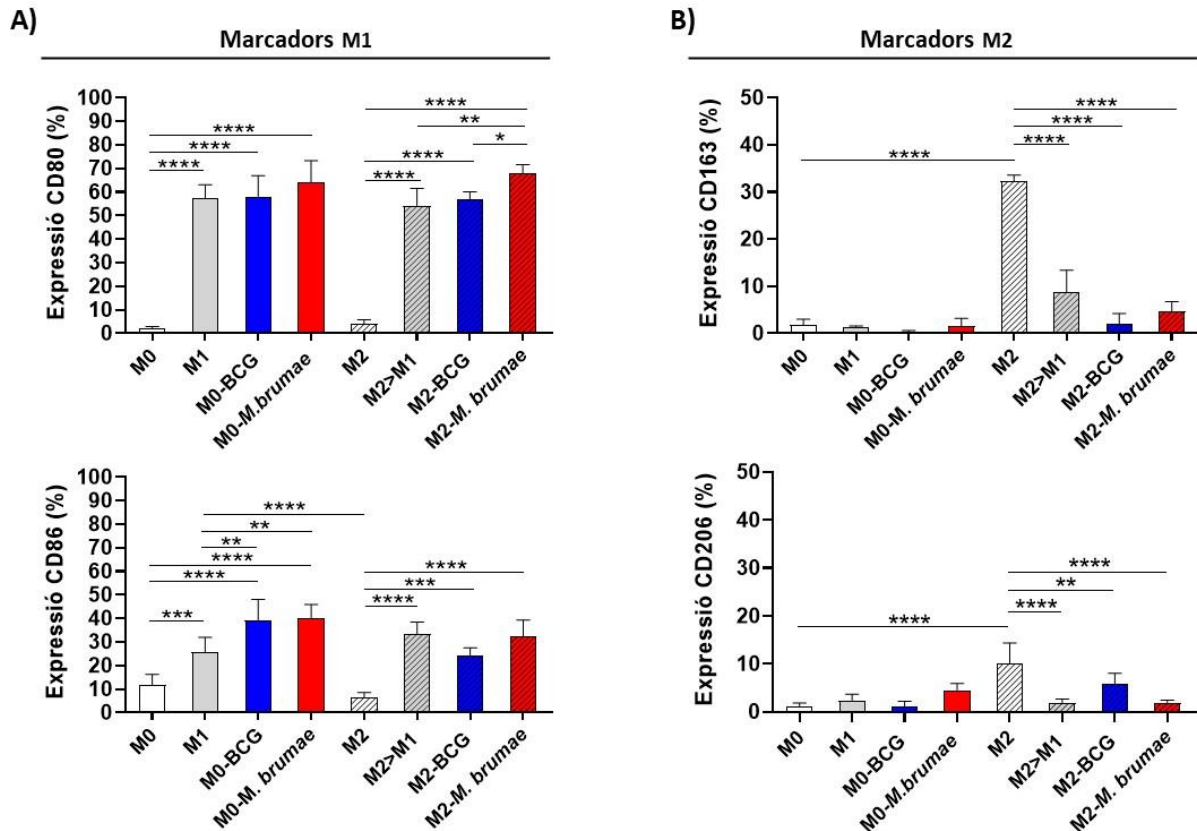 A)
Marcadors M1
Expressió CD80 (%)
100
90
80
70
60
50
40
30
20
10
0
****
****
****
****
**
*
****
****
M0
M1
M0-BCG
M0-M.brumae
M2
M2>M1
M2-BCG
M2-M. brumae
Expressió CD86 (%)
100
90
80
70
60
50
40
30
20
10
0
****
**
**
****
****
***
****
***
****
M0
M1
M0-BCG
M0-M. brumae
M2
M2>M1
M2-BCG
M2-M. brumae
B)
Marcadors M2
Expressió CD163 (%)
50
40
30
20
10
0
****
****
****
****
M0
M1
M0-BCG
M0-M. brumae
M2
M2>M1
M2-BCG
M2-M. brumae
Expressió CD206 (%)
50
40
30
20
10
0
****
**
****
****
M0
M1
M0-BCG
M0-M.brumae
M2
M2>M1
M2-BCG
M2-M. brumae